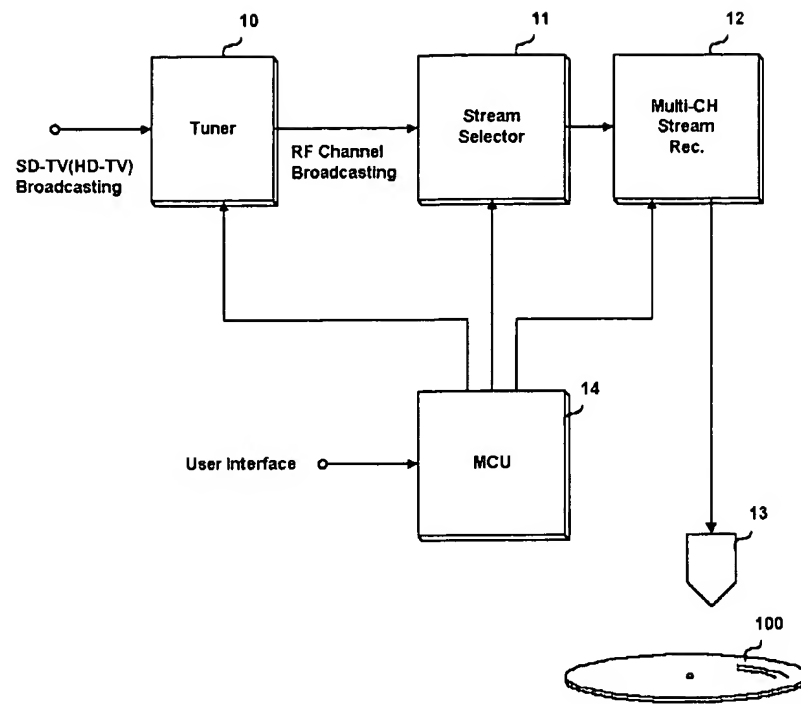 10
11
12
Tuner
Stream
Selector
Multi-CH
Stream
Rec.
SD-TV(HD-TV)
Broadcasting
RF Channel
Broadcasting
14
User Interface
MCU
13
100